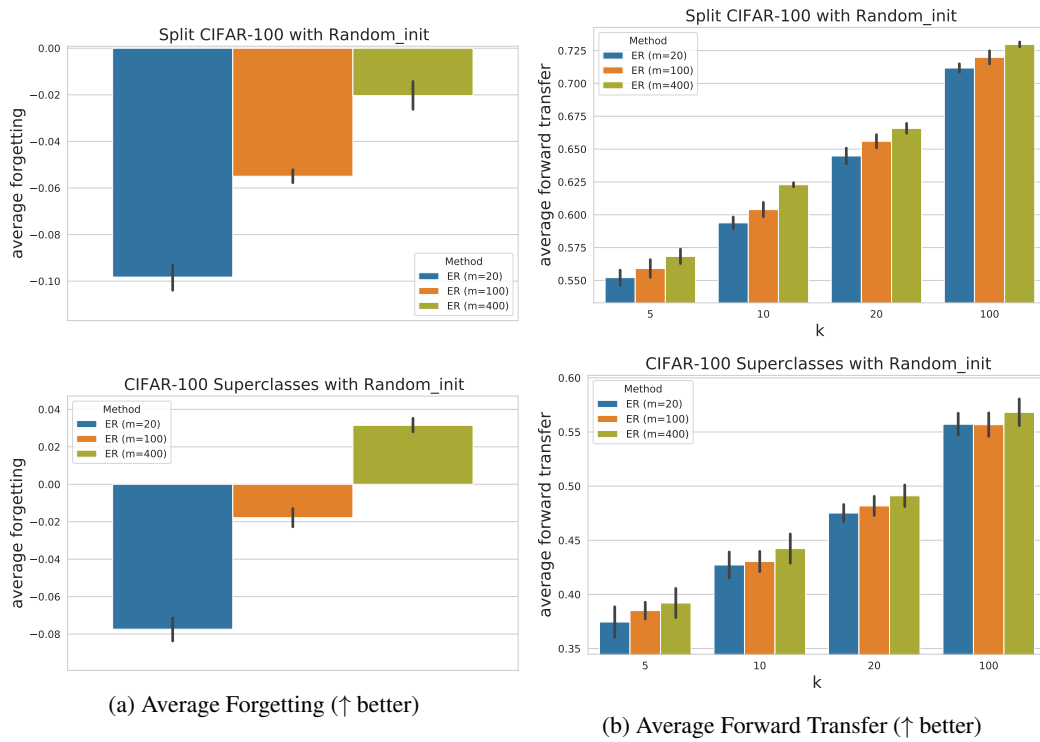 Split CIFAR-100 with Random_init
0.00
−0.02
−0.04
−0.06
−0.08
−0.10
average forgetting
Method
ER (m=20)
ER (m=100)
ER (m=400)
CIFAR-100 Superclasses with Random_init
0.04
0.02
0.00
−0.02
−0.04
−0.06
−0.08
average forgetting
Method
ER (m=20)
ER (m=100)
ER (m=400)
(a) Average Forgetting (↑ better)
Split CIFAR-100 with Random_init
0.725
0.700
0.675
0.650
0.625
0.600
0.575
0.550
average forward transfer
Method
ER (m=20)
ER (m=100)
ER (m=400)
5 10 20 100
k
CIFAR-100 Superclasses with Random_init
0.60
0.55
0.50
0.45
0.40
0.35
average forward transfer
Method
ER (m=20)
ER (m=100)
ER (m=400)
5 10 20 100
k
(b) Average Forward Transfer (↑ better)